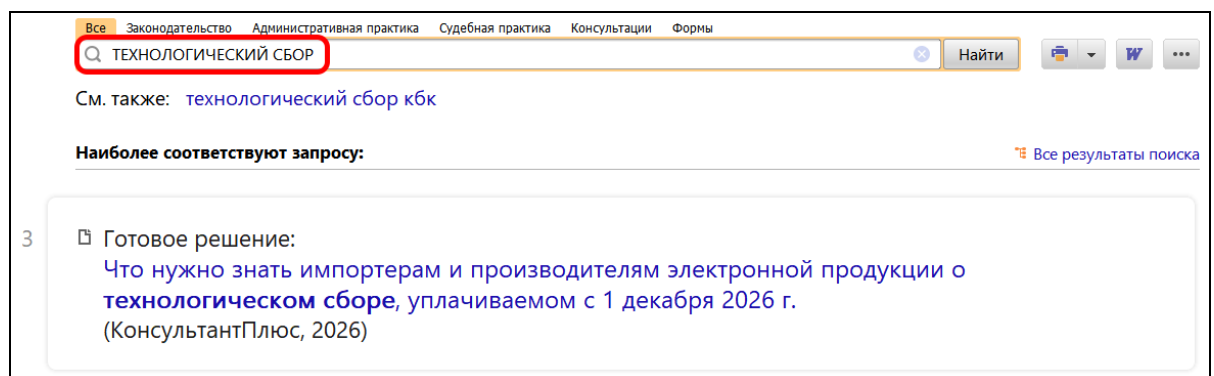 Все Законодательство Административная практика Судебная практика Консультации Формы
ТЕХНОЛОГИЧЕСКИЙ СБОР Найти W
См. также: технологический сбор кбк
Наиболее соответствуют запросу: Все результаты поиска
3 Готовое решение:
Что нужно знать импортерам и производителям электронной продукции о
технологическом сборе, уплачиваемом с 1 декабря 2026 г.
(КонсультантПлюс, 2026)